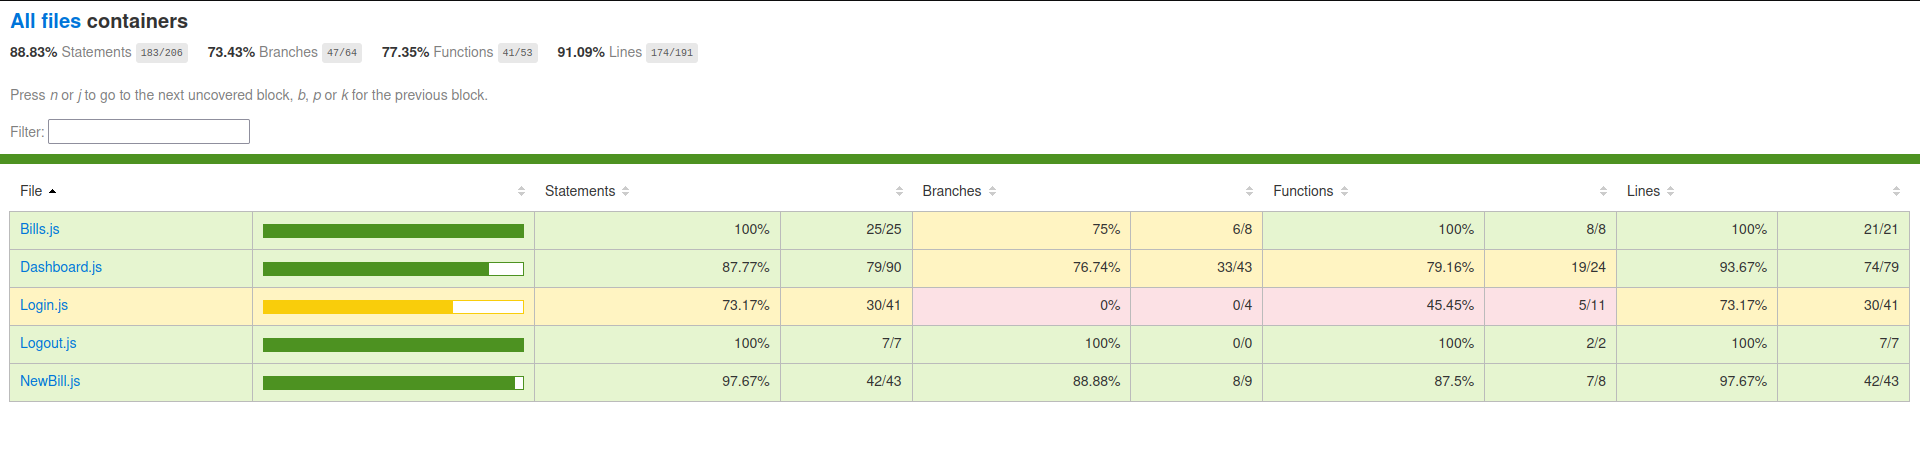 All files containers
88.83% Statements 183/206 73.43% Branches 47/64 77.35% Functions 41/53 91.09% Lines 174/191
Press n or j to go to the next uncovered block, b, p or k for the previous block.
Filter:
File Statements Branches Functions Lines
Bills.js 100% 25/25 75% 6/8 100% 8/8 100% 21/21
Dashboard.js 87.77% 79/90 76.74% 33/43 79.16% 19/24 93.67% 74/79
Login.js 73.17% 30/41 0% 0/4 45.45% 5/11 73.17% 30/41
Logout.js 100% 7/7 100% 0/0 100% 2/2 100% 7/7
NewBill.js 97.67% 42/43 88.88% 8/9 87.5% 7/8 97.67% 42/43